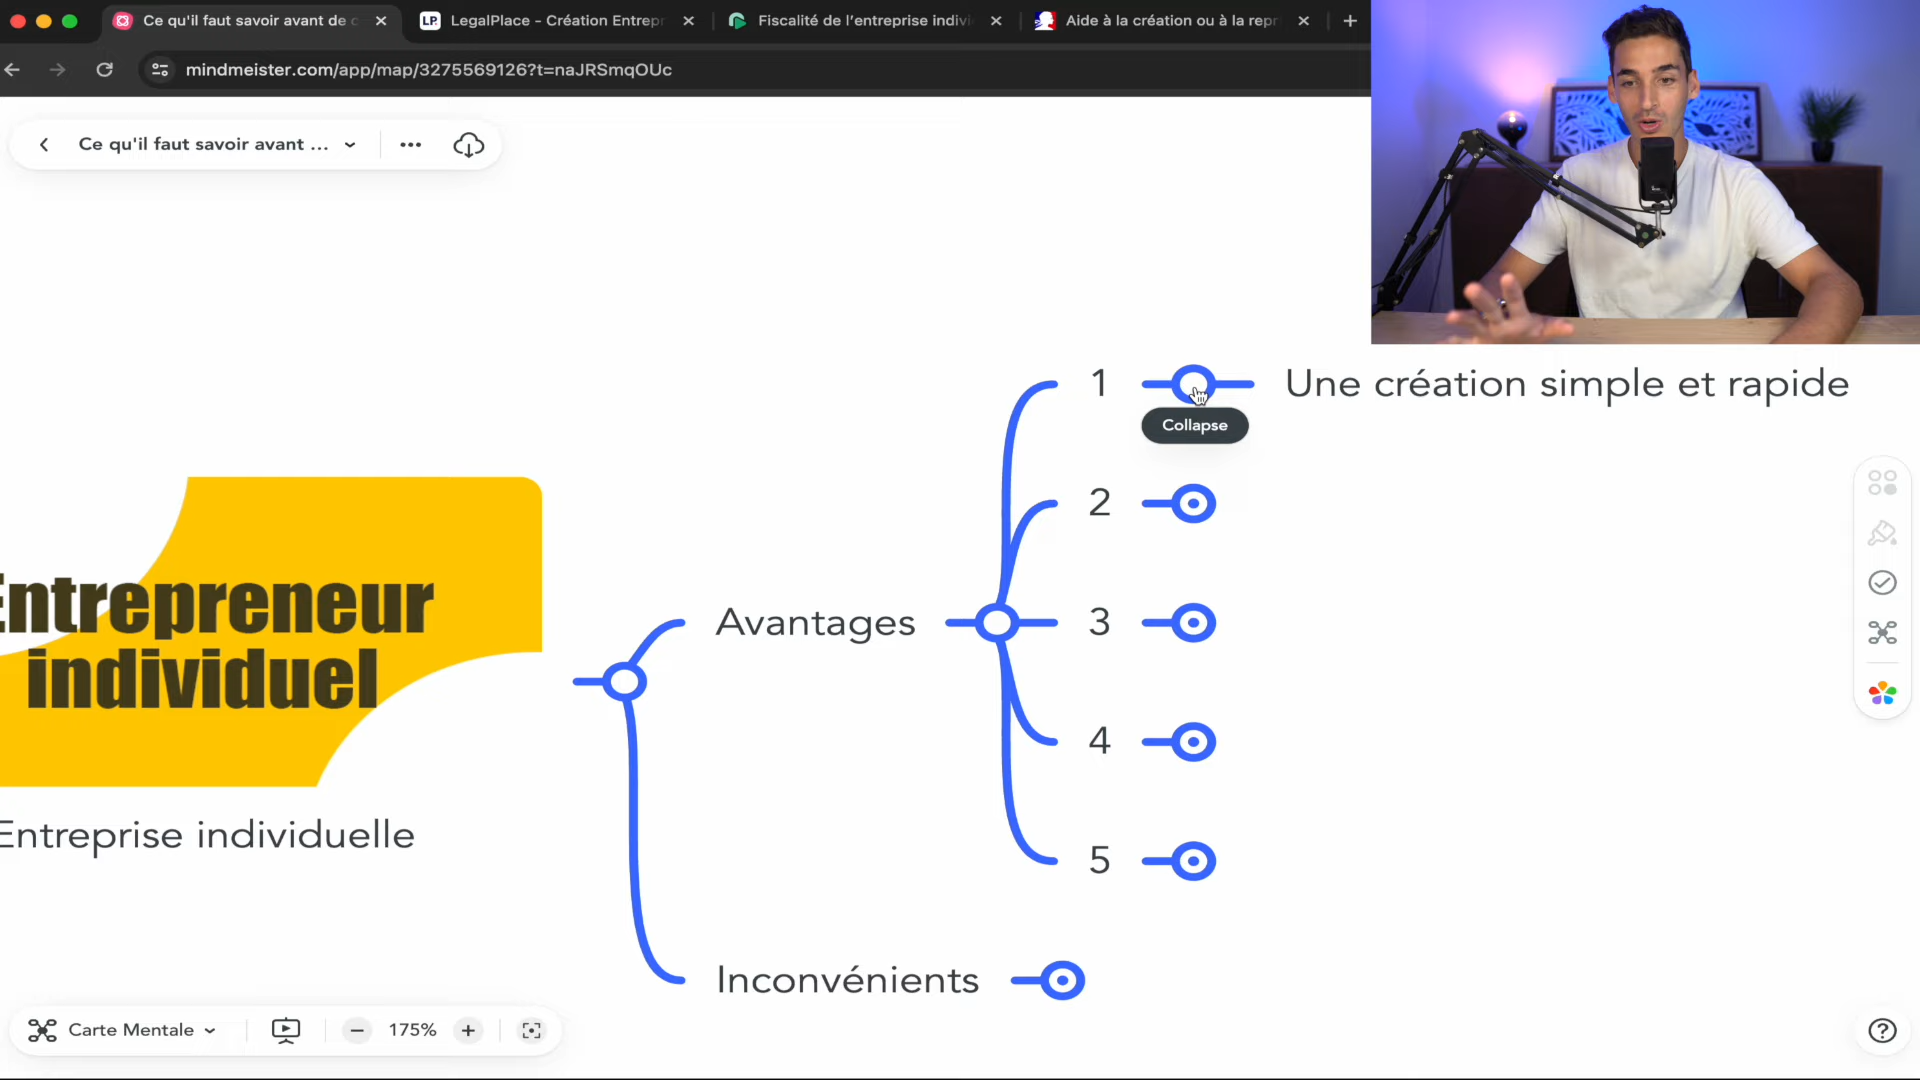 Ce qu'il faut savoir avant de c
LP.
LegalPlace - Création Entrepr
Fiscalité de l'entreprise indivi
Aide à la création ou à la repr
mindmeister.com/app/map/3275569126?t=naJRSmqOUc
Ce qu'il faut savoir avant ...
1
Une création simple et rapide
Collapse
2
Entrepreneur
individuel
Avantages
3
4
Entreprise individuelle
5
Inconvénients
Carte Mentale
175%